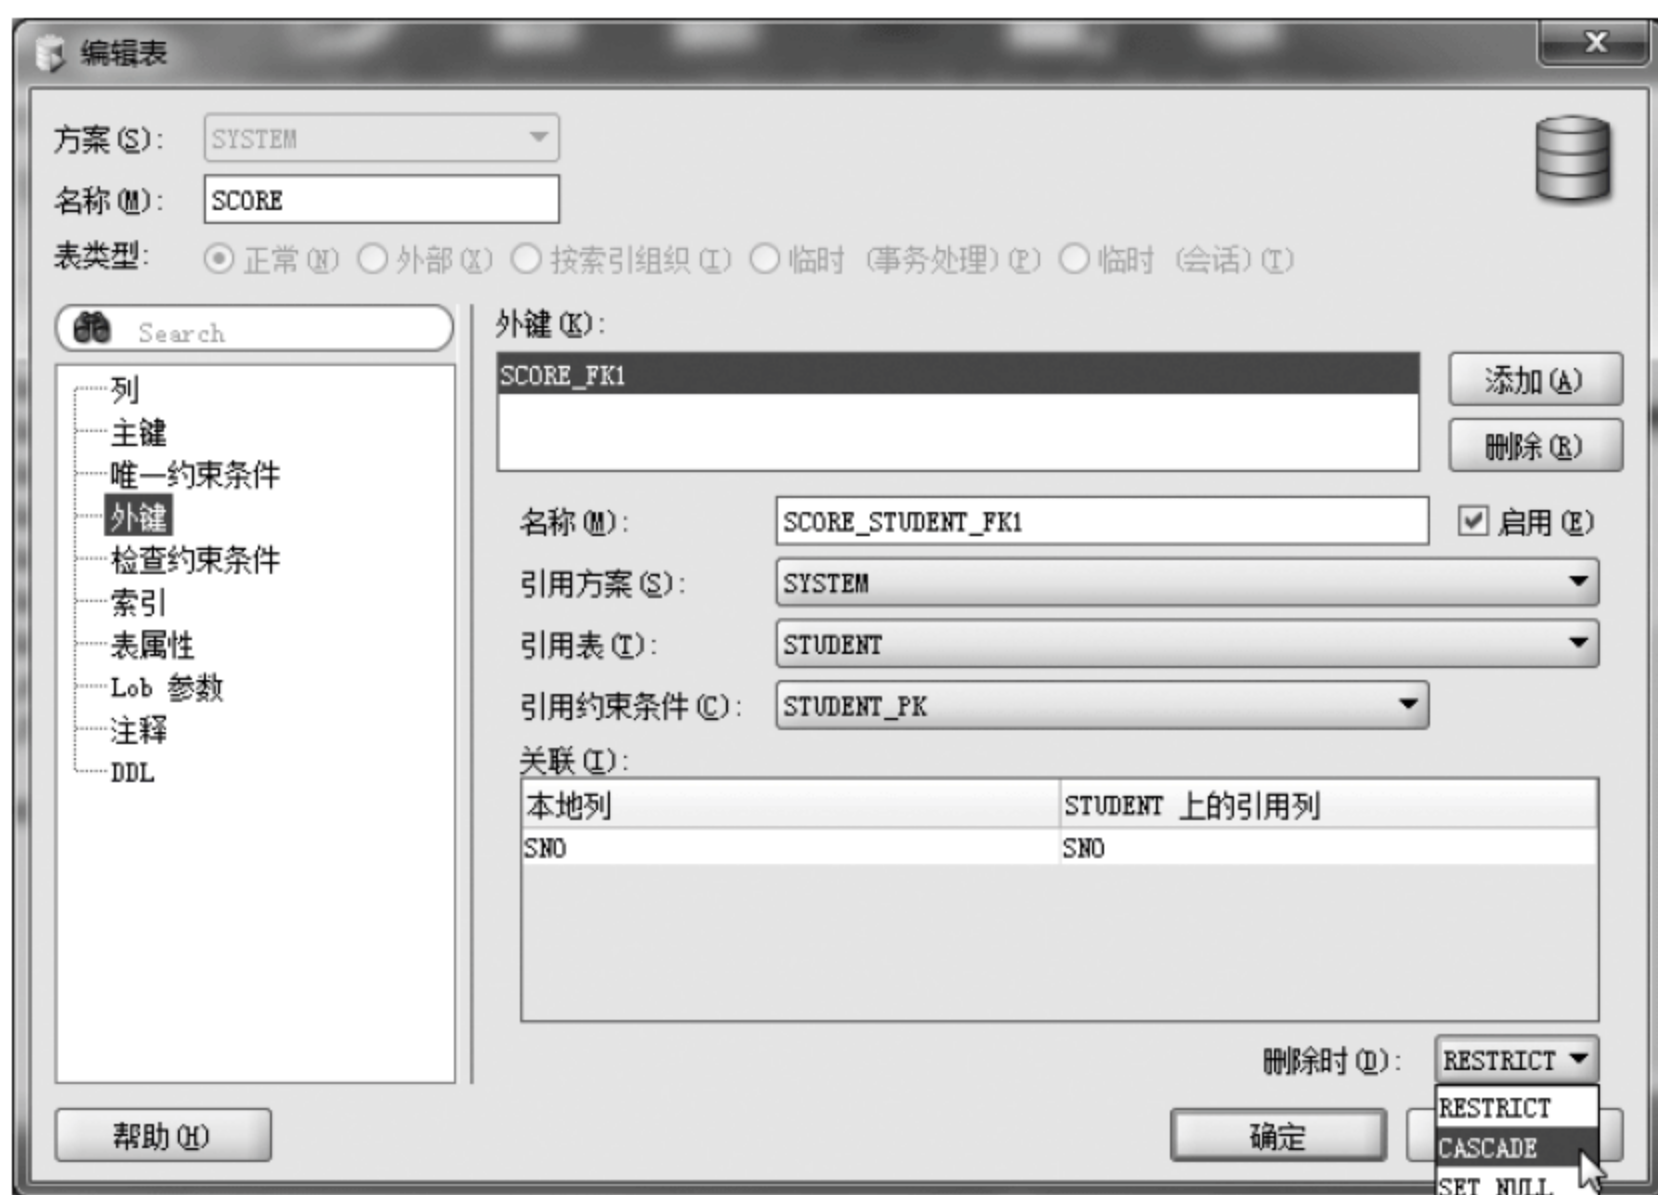 编辑表
方案(S): SYSTEM
名称(M): SCORE
表类型: 正常(N) 外部(X) 按索引组织(I) 临时 (事务处理)(P) 临时 (会话)(T)
Search
列
主键
唯一约束条件
外键
检查约束条件
索引
表属性
Lob 参数
注释
DDL
外键(K):
SCORE_FK1
添加(A)
删除(R)
名称(M): SCORE_STUDENT_FK1 启用(E)
引用方案(S): SYSTEM
引用表(T): STUDENT
引用约束条件(C): STUDENT_PK
关联(I):
本地列 STUDENT 上的引用列
SNO SNO
删除时(D): RESTRICT
RESTRICT
CASCADE
SET NULL
帮助(H) 确定